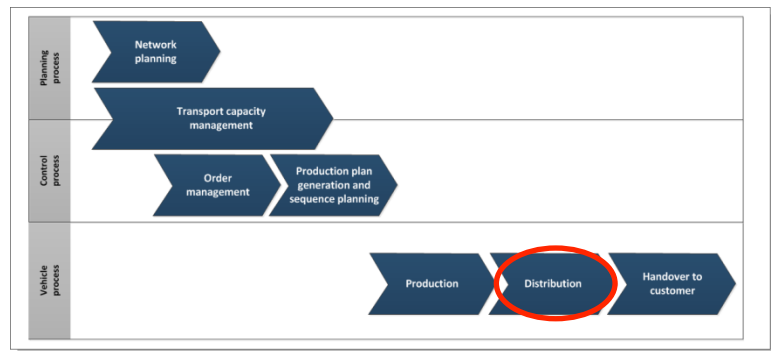 Planning
process
Network
planning
Transport capacity
management
Control
process
Order
management
Production plan
generation and
sequence planning
Vehicle
process
Production
Distribution
Handover to
customer